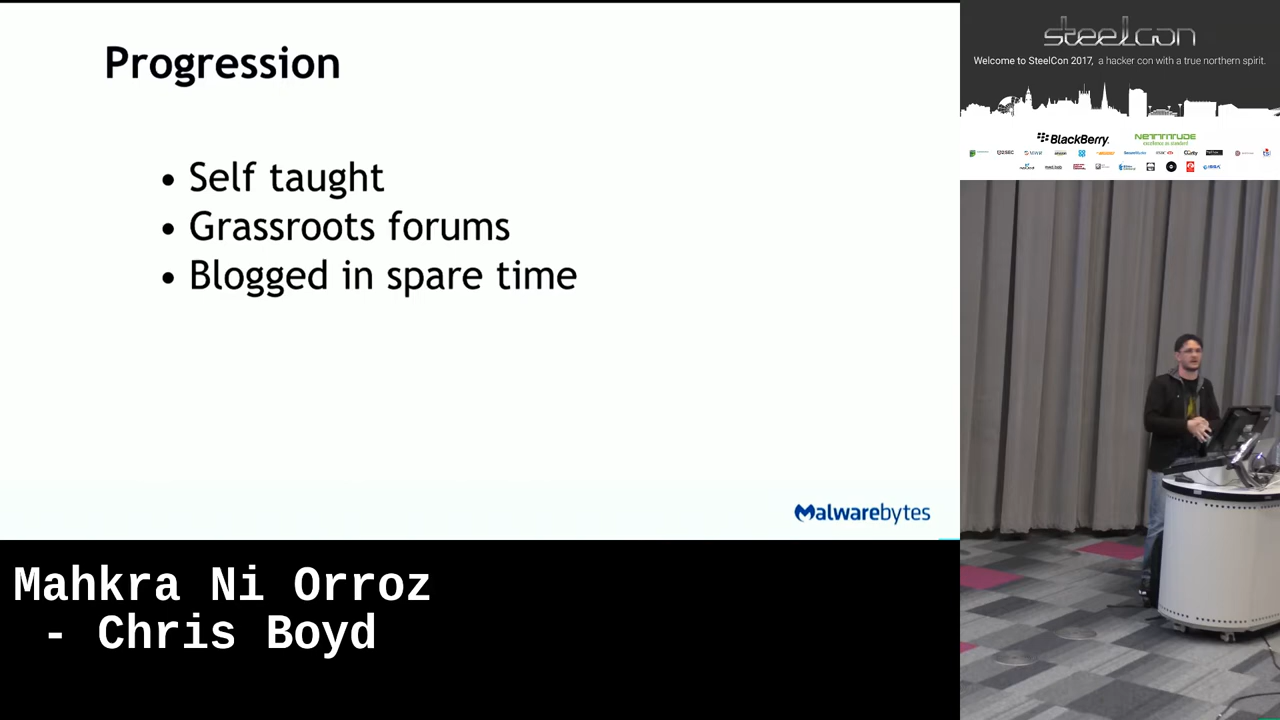 Progression
• Self taught
• Grassroots forums
• Blogged in spare time
Malwarebytes
Mahkra Ni Orroz
- Chris Boyd
steelcon
Welcome to SteelCon 2017, a hacker con with a true northern spirit.
BlackBerry
NETTITUDE